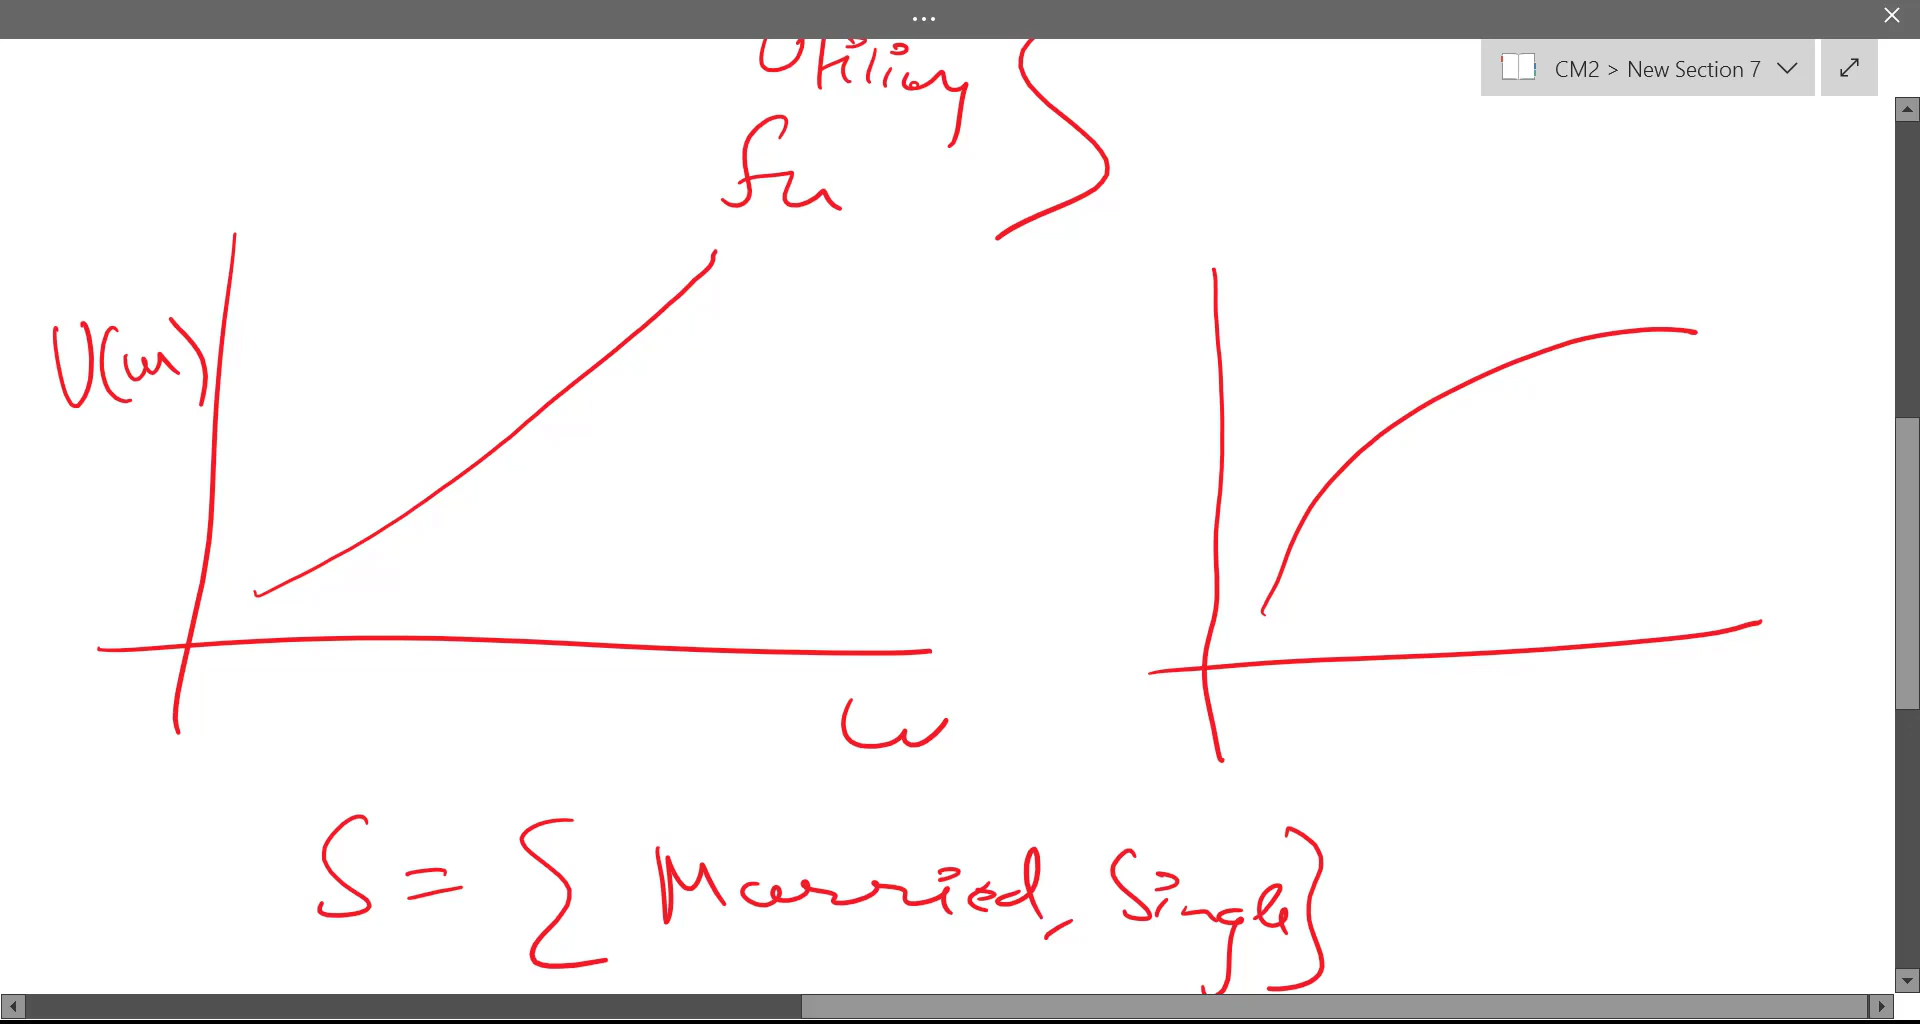 CM2 > New Section 7
Utility
fn
U(w)
w
S = { Married, Single }